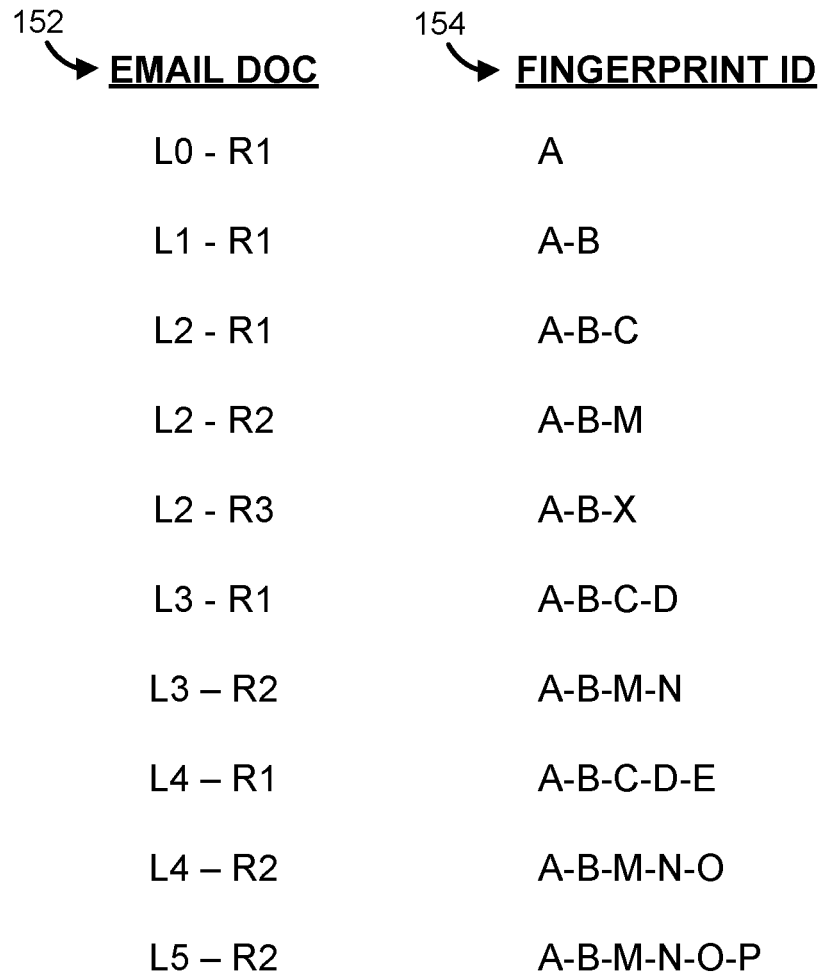 152 154
EMAIL DOC FINGERPRINT ID
L0 - R1 A
L1 - R1 A-B
L2 - R1 A-B-C
L2 - R2 A-B-M
L2 - R3 A-B-X
L3 - R1 A-B-C-D
L3 – R2 A-B-M-N
L4 – R1 A-B-C-D-E
L4 – R2 A-B-M-N-O
L5 – R2 A-B-M-N-O-P